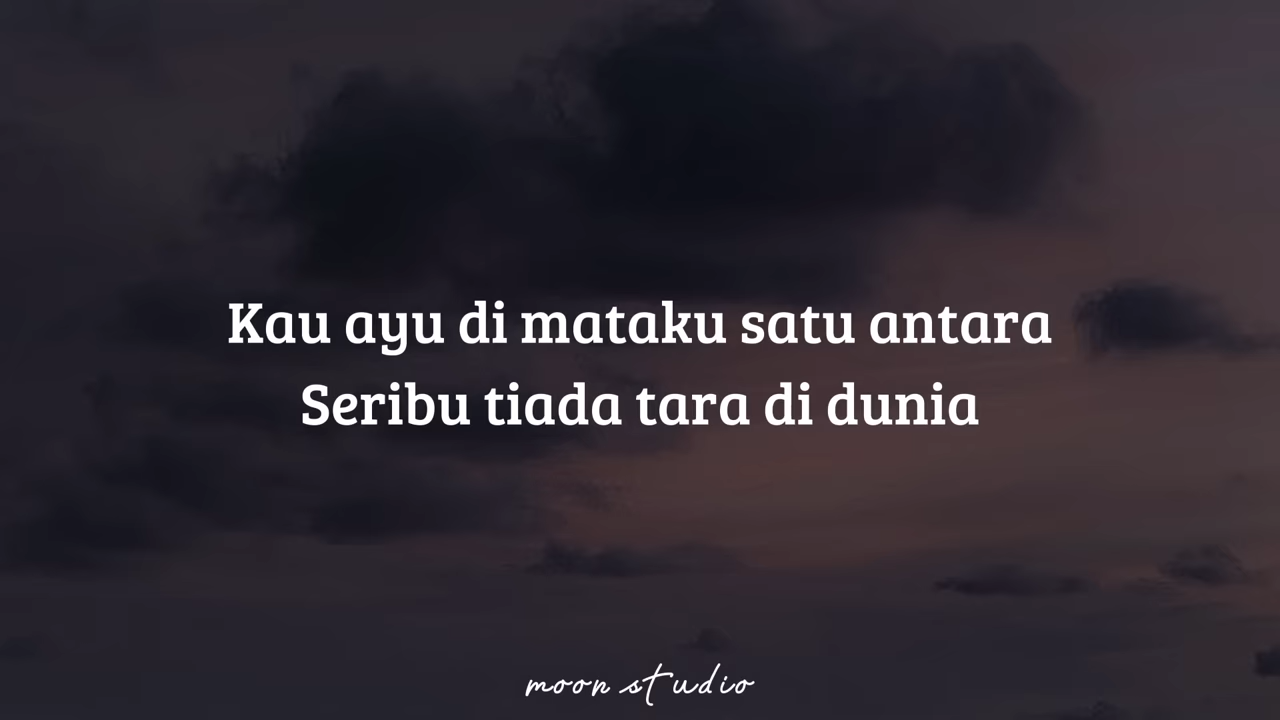 Kau ayu di mataku satu antara
Seribu tiada tara di dunia
moon studio